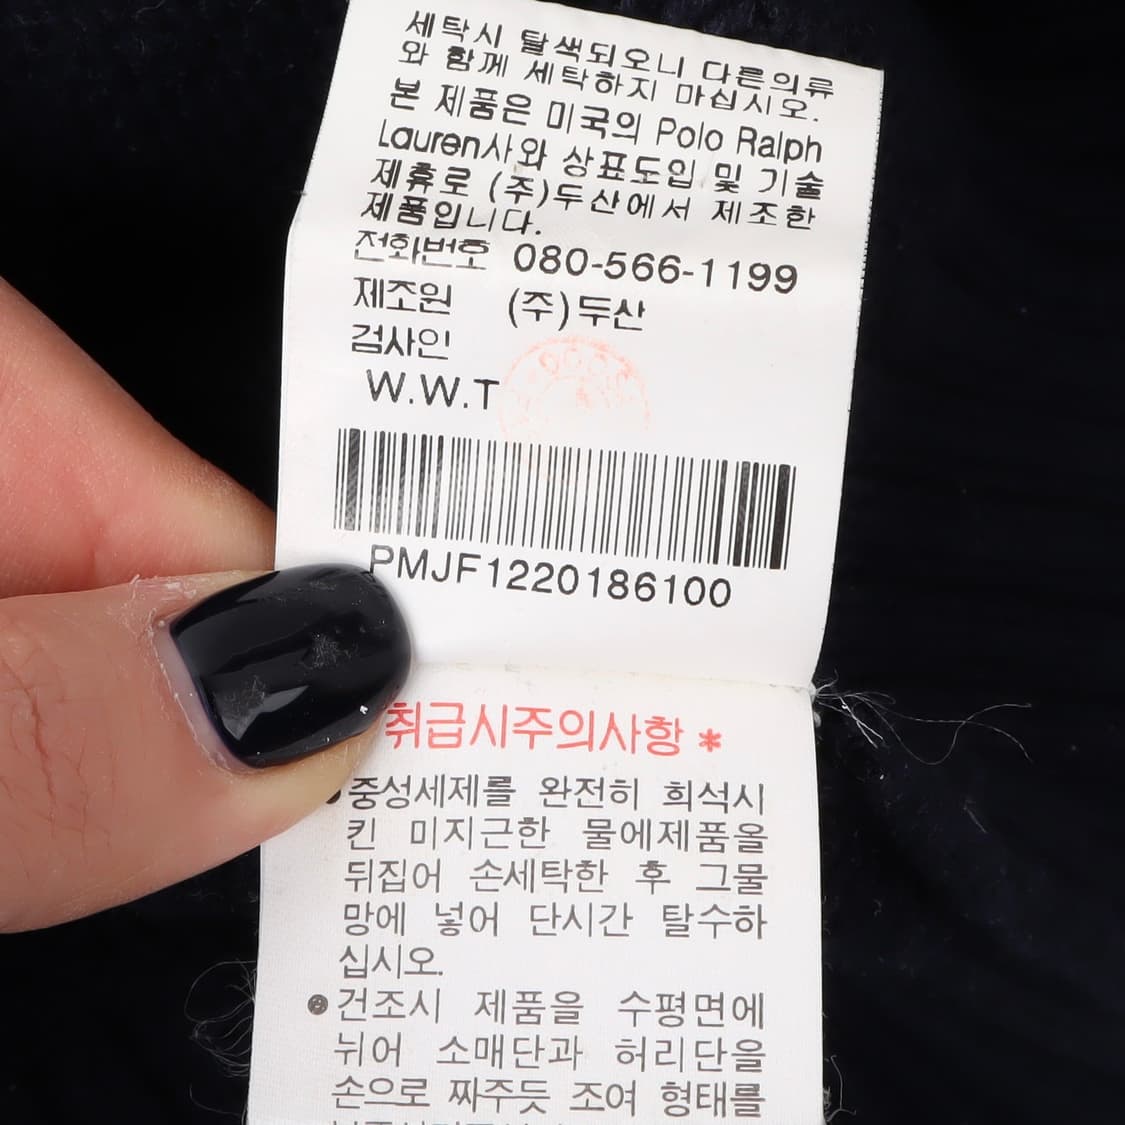 세탁시 탈색되오니 다른의류
와 함께 세탁하지 마십시오.
본 제품은 미국의 Polo Ralph
Lauren사와 상표도입 및 기술
제휴로 (주)두산에서 제조한
제품입니다.
전화번호 080-566-1199
제조원 (주)두산
검사인
W.W.T
PMJF1220186100
취급시주의사항 *
● 중성세제를 완전히 희석시
킨 미지근한 물에제품을
뒤집어 손세탁한 후 그물
망에 넣어 단시간 탈수하
십시오.
● 건조시 제품을 수평면에
뉘어 소매단과 허리단을
손으로 짜주듯 조여 형태를